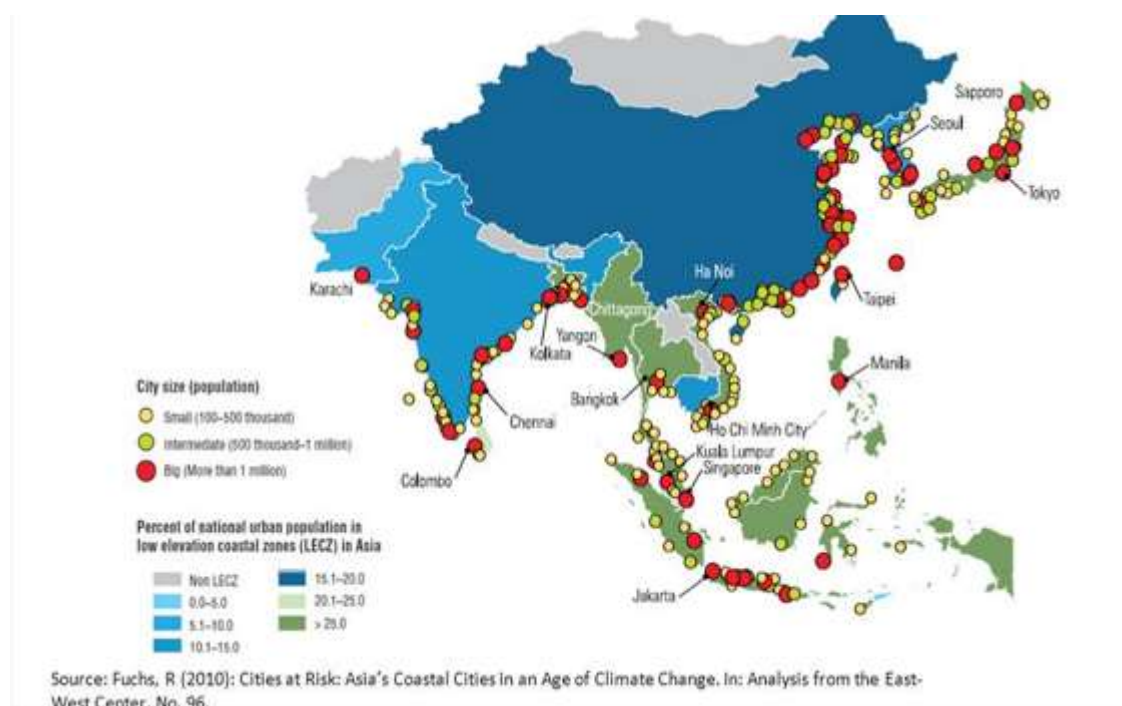 Sapporo
Seoul
Tokyo
Ha Noi
Taipei
Karachi
Chittagong
Kolkata
Yangon
Manila
Bangkok
Chennai
Ho Chi Minh City
Kuala Lumpur
Singapore
Colombo
Jakarta
City size (population)
Small (100–500 thousand)
Intermediate (500 thousand–1 million)
Big (More than 1 million)
Percent of national urban population in
low elevation coastal zones (LECZ) in Asia
Non LECZ
0.0–5.0
5.1–10.0
10.1–15.0
15.1–20.0
20.1–25.0
> 25.0
Source: Fuchs, R (2010): Cities at Risk: Asia's Coastal Cities in an Age of Climate Change. In: Analysis from the East-
West Center, No. 96.